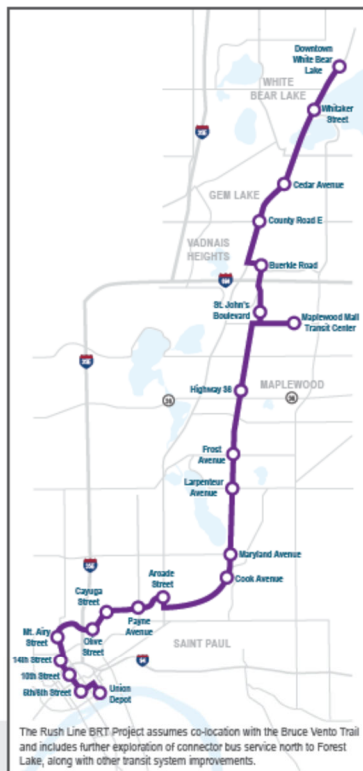 Downtown
White Bear
Lake
WHITE
BEAR LAKE
Whitaker
Street
Cedar Avenue
GEM LAKE
County Road E
VADNAIS
HEIGHTS
Buerkle Road
St. John's
Boulevard
Maplewood Mall
Transit Center
Highway 36
MAPLEWOOD
36
36
Frost
Avenue
Larpenteur
Avenue
Maryland Avenue
Cook Avenue
Arcade
Street
Cayuga
Street
Payne
Avenue
Mt. Airy
Street
Olive
Street
SAINT PAUL
14th Street
94
10th Street
5th/6th Street
Union
Depot
The Rush Line BRT Project assumes co-location with the Bruce Vento Trail
and includes further exploration of connector bus service north to Forest
Lake, along with other transit system improvements.